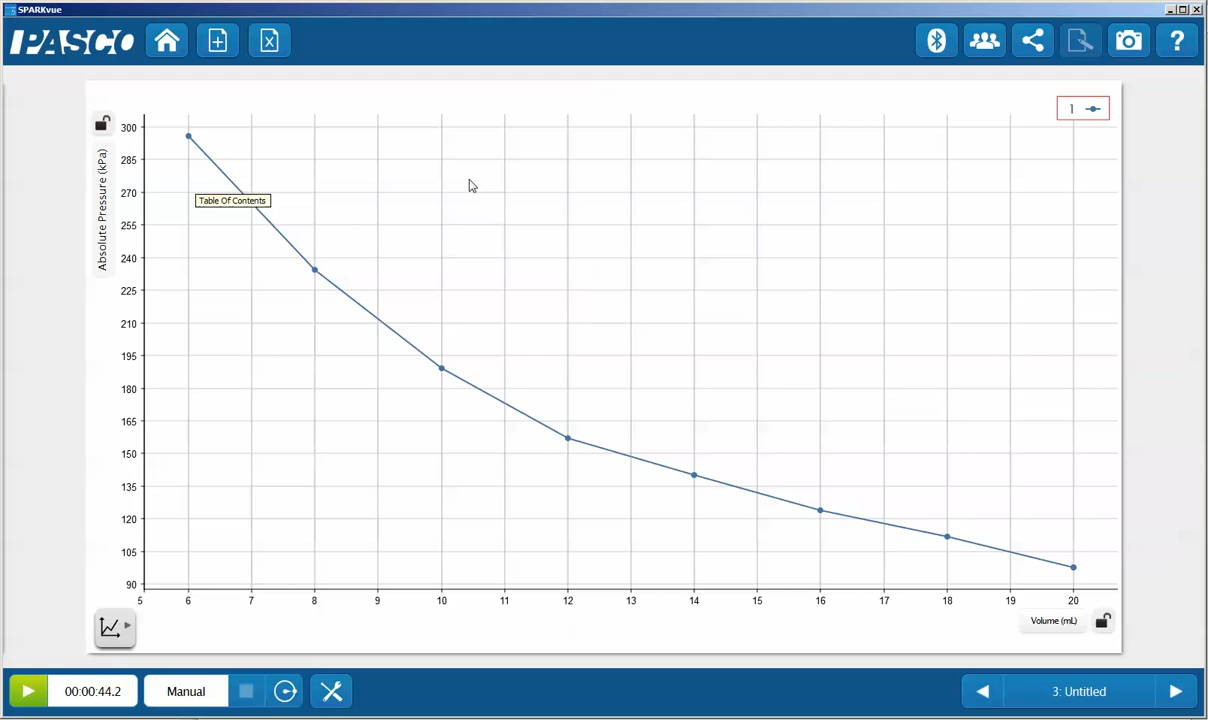 SPARKvue
PASCO
?
1
Absolute Pressure (kPa)
300
285
270
255
240
225
210
195
180
165
150
135
120
105
90
Table Of Contents
5 6 7 8 9 10 11 12 13 14 15 16 17 18 19 20
Volume (mL)
00:00:44.2
Manual
3: Untitled